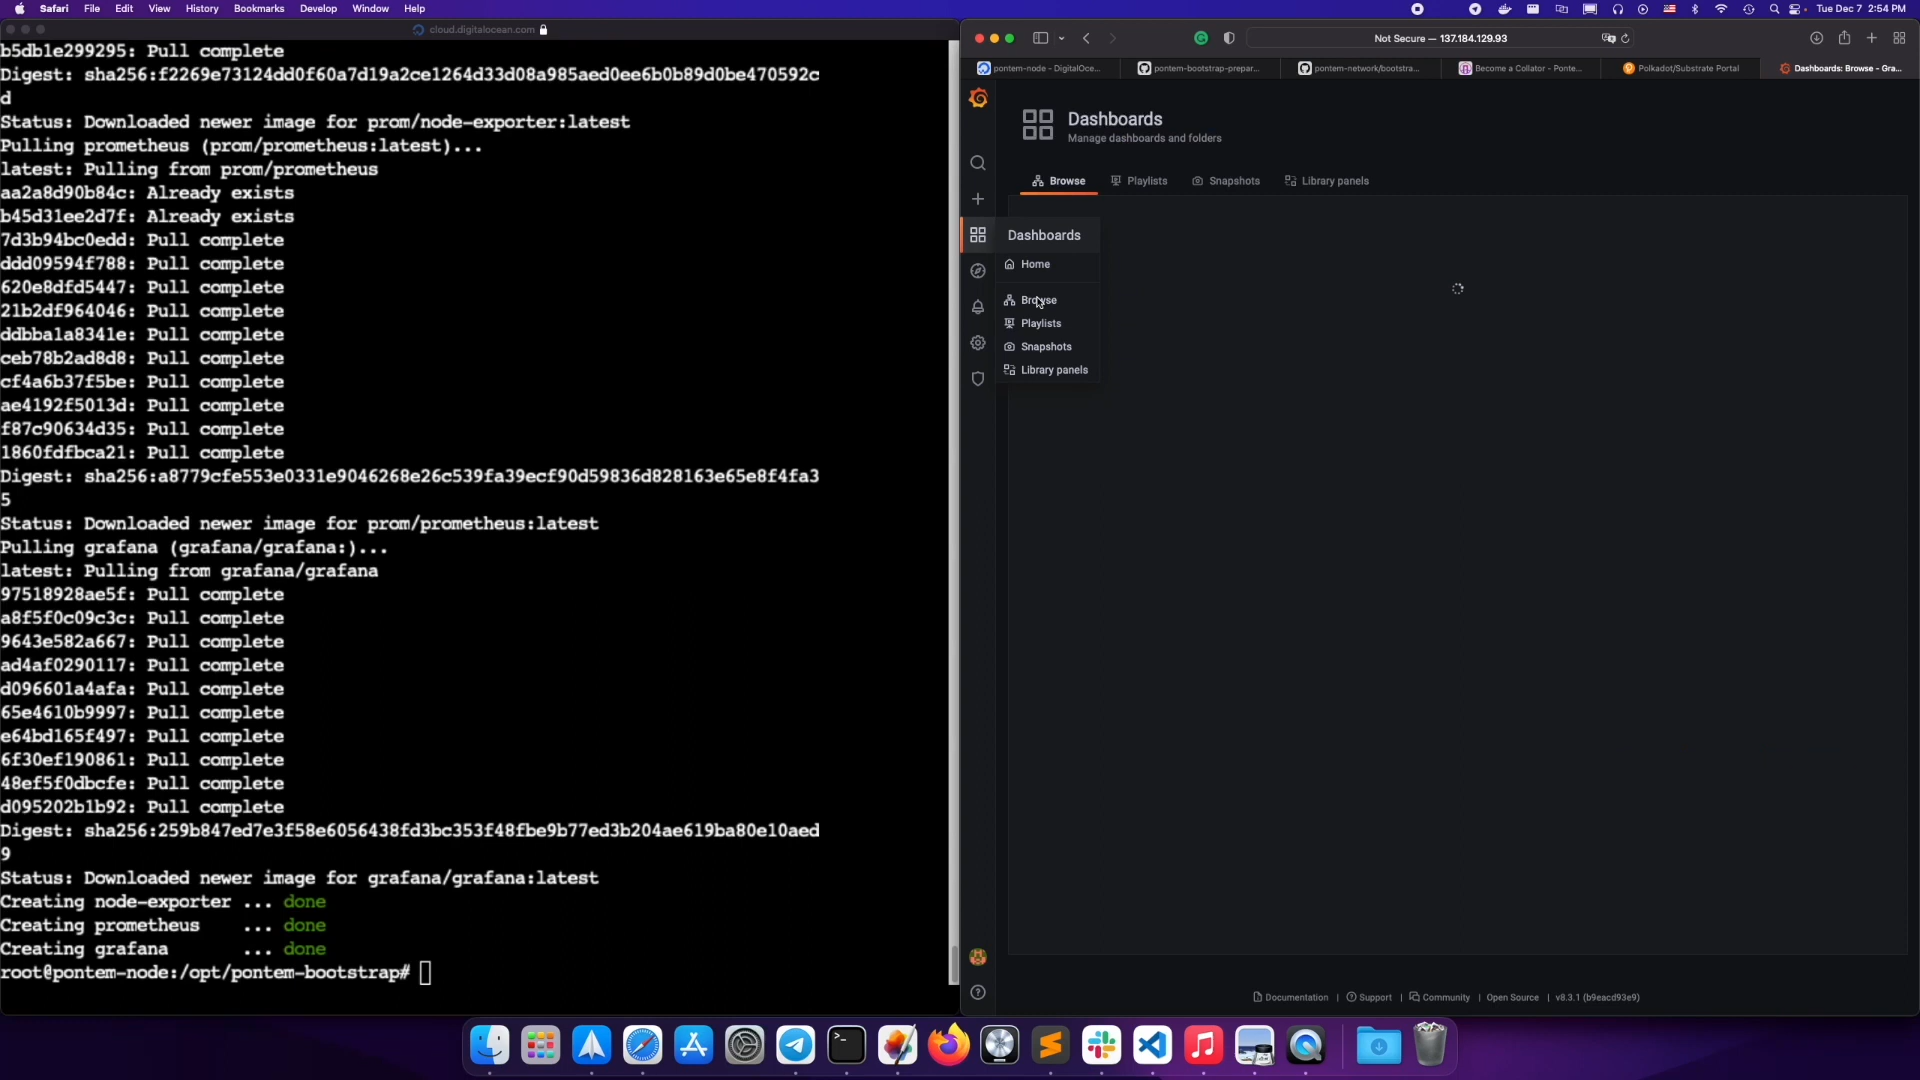 Safari File Edit View History Bookmarks Develop Window Help
Tue Dec 7 2:54 PM
cloud.digitalocean.com
b5db1e299295: Pull complete
Digest: sha256:f2269e73124dd0f60a7d19a2ce1264d33d08a985aed0ee6b0b89d0be470592c
d
Status: Downloaded newer image for prom/node-exporter:latest
Pulling prometheus (prom/prometheus:latest)...
latest: Pulling from prom/prometheus
aa2a8d90b84c: Already exists
b45d31ee2d7f: Already exists
7d3b94bc0edd: Pull complete
ddd09594f788: Pull complete
620e8dfd5447: Pull complete
21b2df964046: Pull complete
ddbba1a8341e: Pull complete
ceb78b2ad8d8: Pull complete
cf4a6b37f5be: Pull complete
ae4192f5013d: Pull complete
f87c90634d35: Pull complete
1860fdfbca21: Pull complete
Digest: sha256:a8779cfe553e0331e9046268e26c539fa39ecf90d59836d828163e65e8f4fa3
5
Status: Downloaded newer image for prom/prometheus:latest
Pulling grafana (grafana/grafana:)...
latest: Pulling from grafana/grafana
97518928ae5f: Pull complete
a8f5f0c09c3c: Pull complete
9643e582a667: Pull complete
ad4af0290117: Pull complete
d096601a4afa: Pull complete
65e4610b9997: Pull complete
e64bd165f497: Pull complete
6f30ef190861: Pull complete
48ef5f0dbcfe: Pull complete
d095202b1b92: Pull complete
Digest: sha256:259b847ed7e3f58e6056438fd3bc353f48fbe9b77ed3b204ae619ba80e10aed
9
Status: Downloaded newer image for grafana/grafana:latest
Creating node-exporter ... done
Creating prometheus ... done
Creating grafana ... done
root@pontem-node:/opt/pontem-bootstrap#
Not Secure — 137.184.129.93
pontem-node - DigitalOce...
pontem-bootstrap-prepar...
pontem-network/bootstra...
Become a Collator - Ponte...
Polkadot/Substrate Portal
Dashboards: Browse - Gra...
Dashboards
Manage dashboards and folders
Browse
Playlists
Snapshots
Library panels
Dashboards
Home
Browse
Playlists
Snapshots
Library panels
Documentation | Support | Community | Open Source | v8.3.1 (b9eacd93e9)